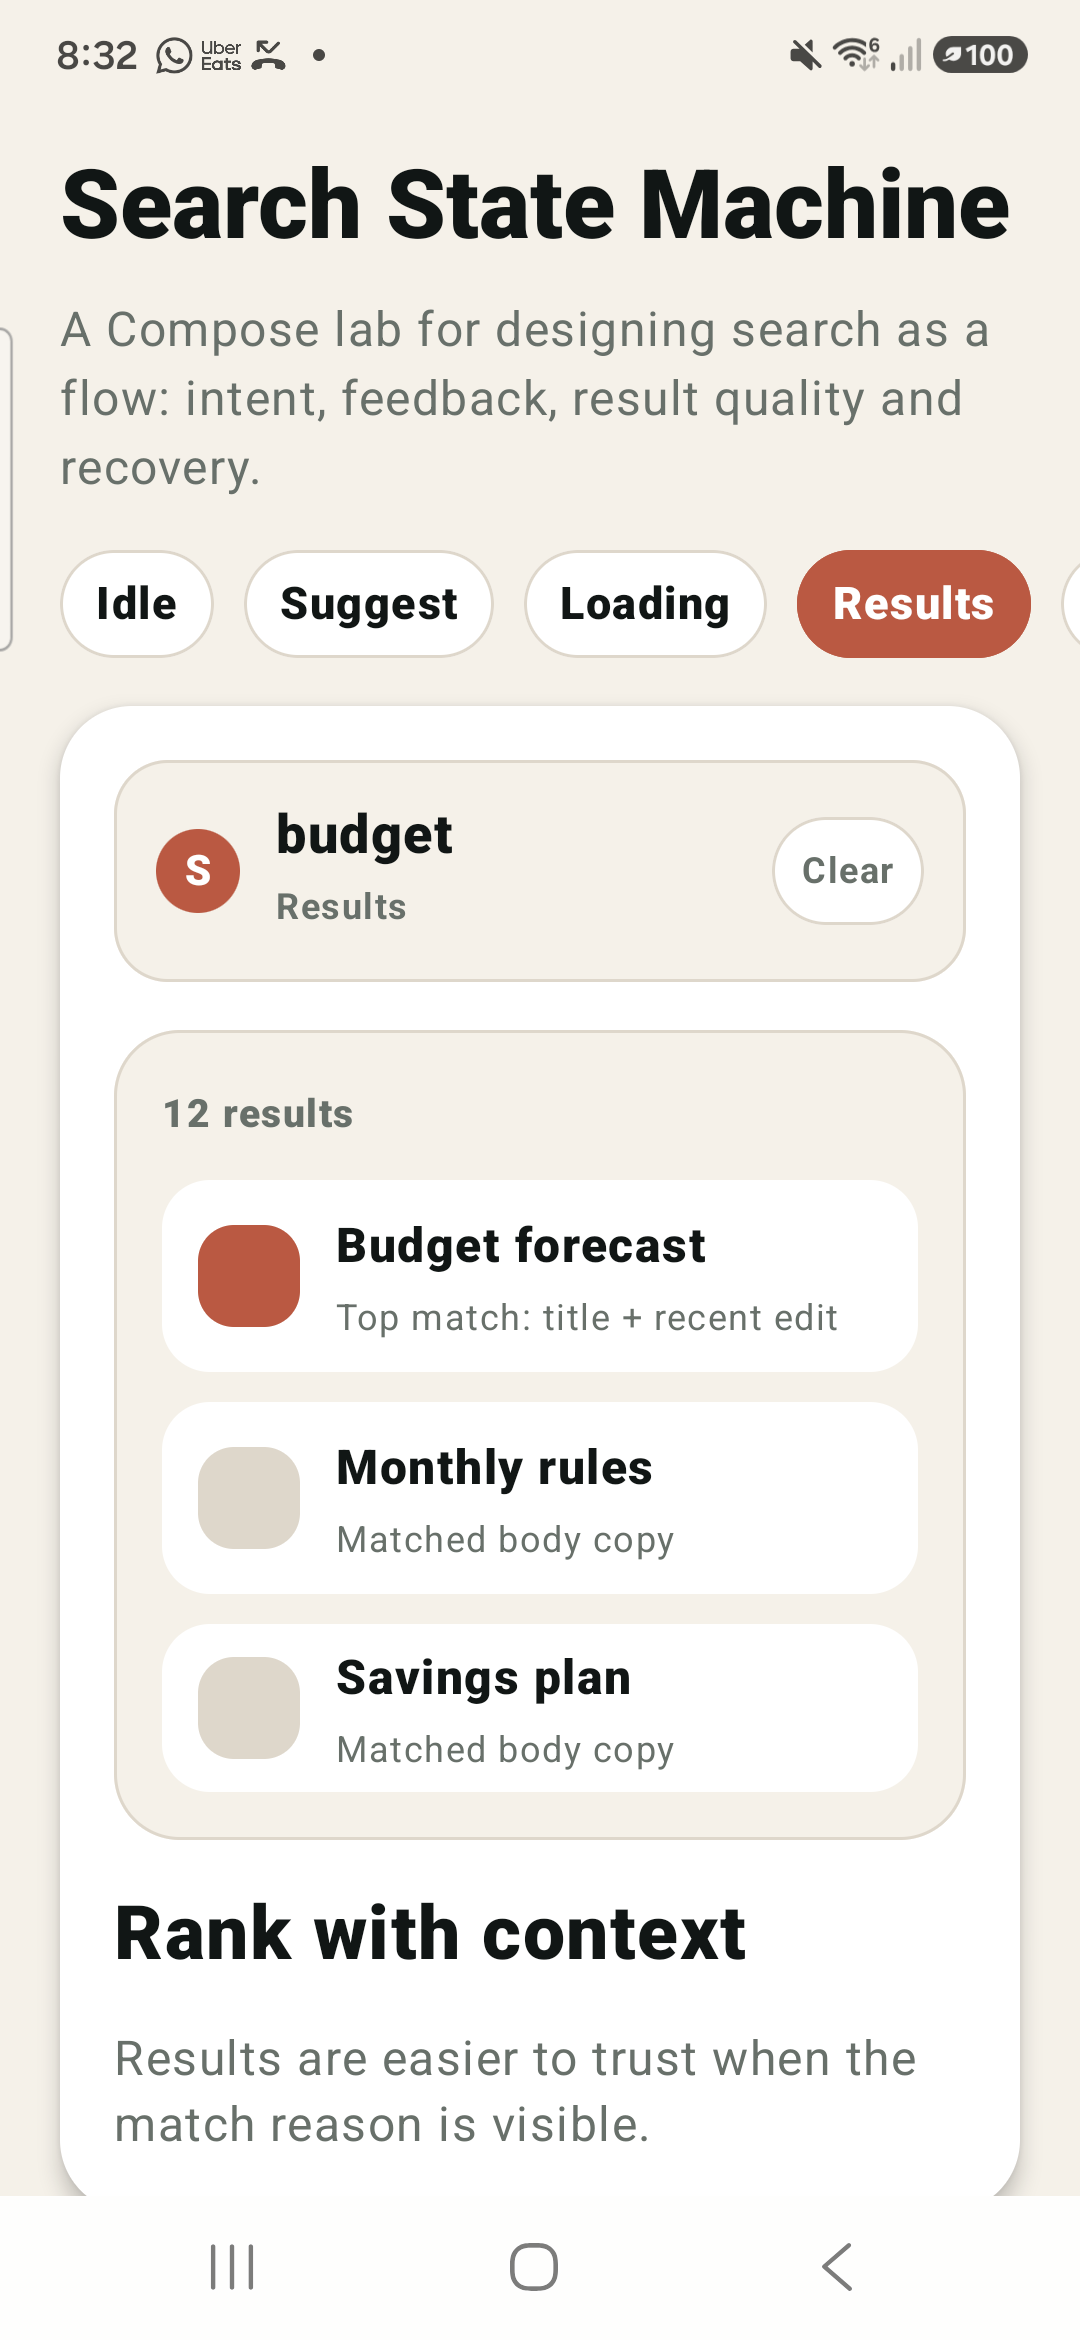 8:32
Uber
Eats
6
100
Search State Machine
A Compose lab for designing search as a
flow: intent, feedback, result quality and
recovery.
Idle
Suggest
Loading
Results
S
budget
Results
Clear
12 results
Budget forecast
Top match: title + recent edit
Monthly rules
Matched body copy
Savings plan
Matched body copy
Rank with context
Results are easier to trust when the
match reason is visible.